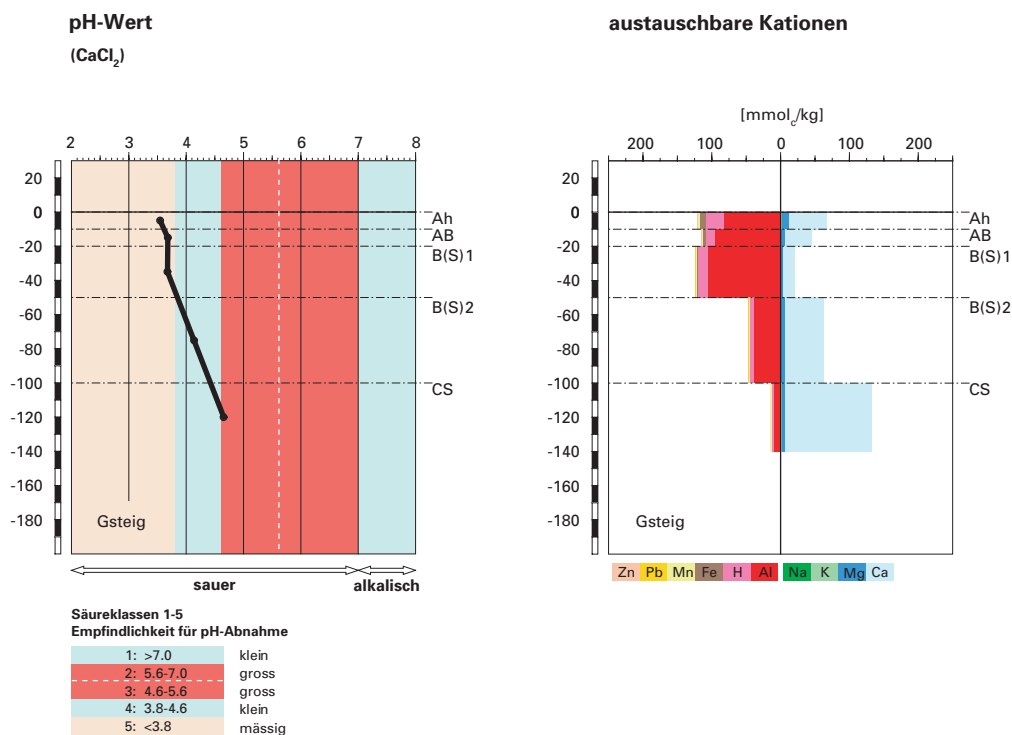 pH-Wert
(CaCl₂)
2 3 4 5 6 7 8
20
0
-20
-40
-60
-80
-100
-120
-140
-160
-180
Ah
AB
B(S)1
B(S)2
CS
Gsteig
sauer
alkalisch
Säureklassen 1-5
Empfindlichkeit für pH-Abnahme
1: >7.0 klein
2: 5.6-7.0 gross
3: 4.6-5.6 gross
4: 3.8-4.6 klein
5: <3.8 mässig
austauschbare Kationen
[mmol_c/kg]
200 100 0 100 200
20
0
-20
-40
-60
-80
-100
-120
-140
-160
-180
Ah
AB
B(S)1
B(S)2
CS
Gsteig
Zn Pb Mn Fe H Al Na K Mg Ca